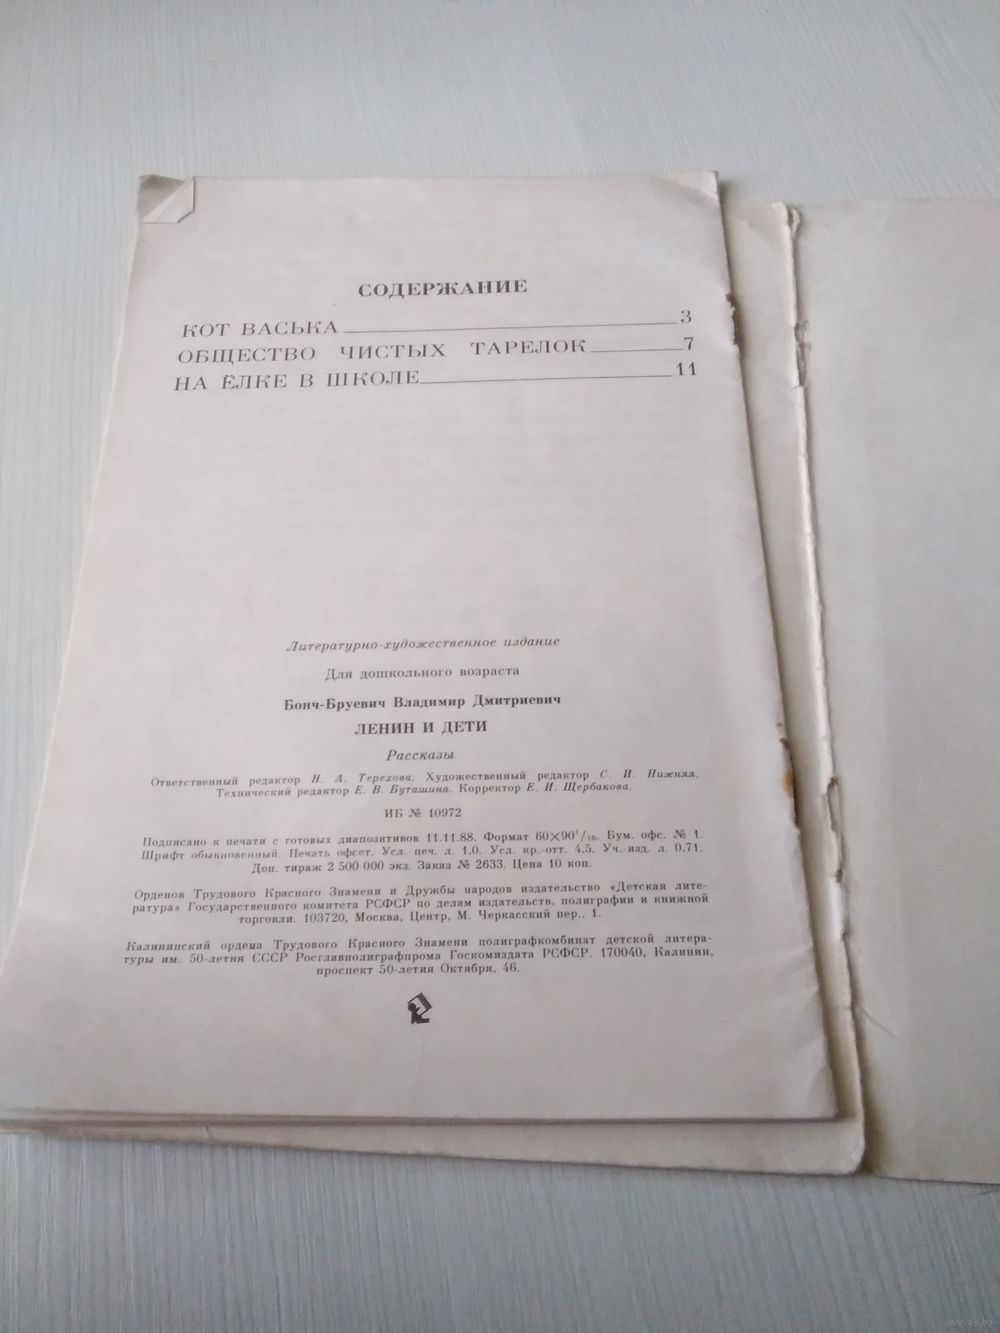 СОДЕРЖАНИЕ
КОТ ВАСЬКА 3
ОБЩЕСТВО ЧИСТЫХ ТАРЕЛОК 7
НА ЁЛКЕ В ШКОЛЕ 11
Литературно-художественное издание
Для дошкольного возраста
Бонч-Бруевич Владимир Дмитриевич
ЛЕНИН И ДЕТИ
Рассказы
Ответственный редактор Н. А. Терехова. Художественный редактор С. И. Нижняя.
Технический редактор Е. В. Буташина. Корректор Е. И. Щербакова.
ИБ № 10972
Подписано к печати с готовых диапозитивов 11.11.88. Формат 60×90¹/₁₆. Бум. офс. № 1.
Шрифт обыкновенный. Печать офсет. Усл. печ. л. 1,0. Усл. кр.-отт. 4,5. Уч.-изд. л. 0,71.
Доп. тираж 2 500 000 экз. Заказ № 2633. Цена 10 коп.
Орденов Трудового Красного Знамени и Дружбы народов издательство «Детская лите-
ратура» Государственного комитета РСФСР по делам издательств, полиграфии и книжной
торговли. 103720, Москва, Центр, М. Черкасский пер., 1.
Калининский ордена Трудового Красного Знамени полиграфкомбинат детской литера-
туры им. 50-летия СССР Росглавполиграфпрома Госкомиздата РСФСР. 170040, Калинин,
проспект 50-летия Октября, 46.
www.ay.by